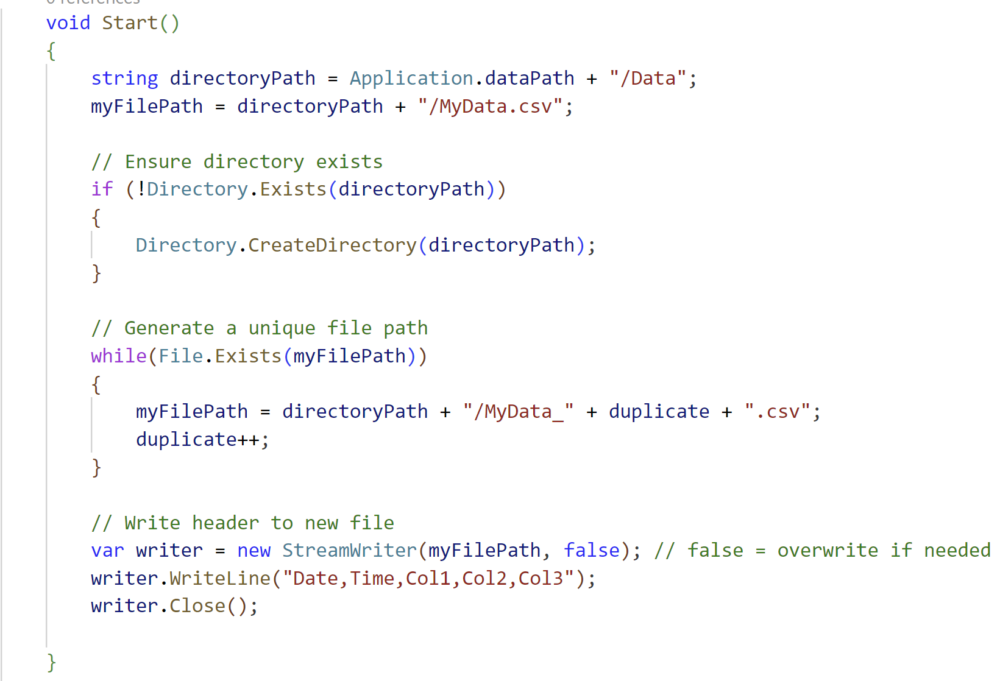 0 references
void Start()
{
string directoryPath = Application.dataPath + "/Data";
myFilePath = directoryPath + "/MyData.csv";
// Ensure directory exists
if (!Directory.Exists(directoryPath))
{
Directory.CreateDirectory(directoryPath);
}
// Generate a unique file path
while(File.Exists(myFilePath))
{
myFilePath = directoryPath + "/MyData_" + duplicate + ".csv";
duplicate++;
}
// Write header to new file
var writer = new StreamWriter(myFilePath, false); // false = overwrite if needed
writer.WriteLine("Date,Time,Col1,Col2,Col3");
writer.Close();
}